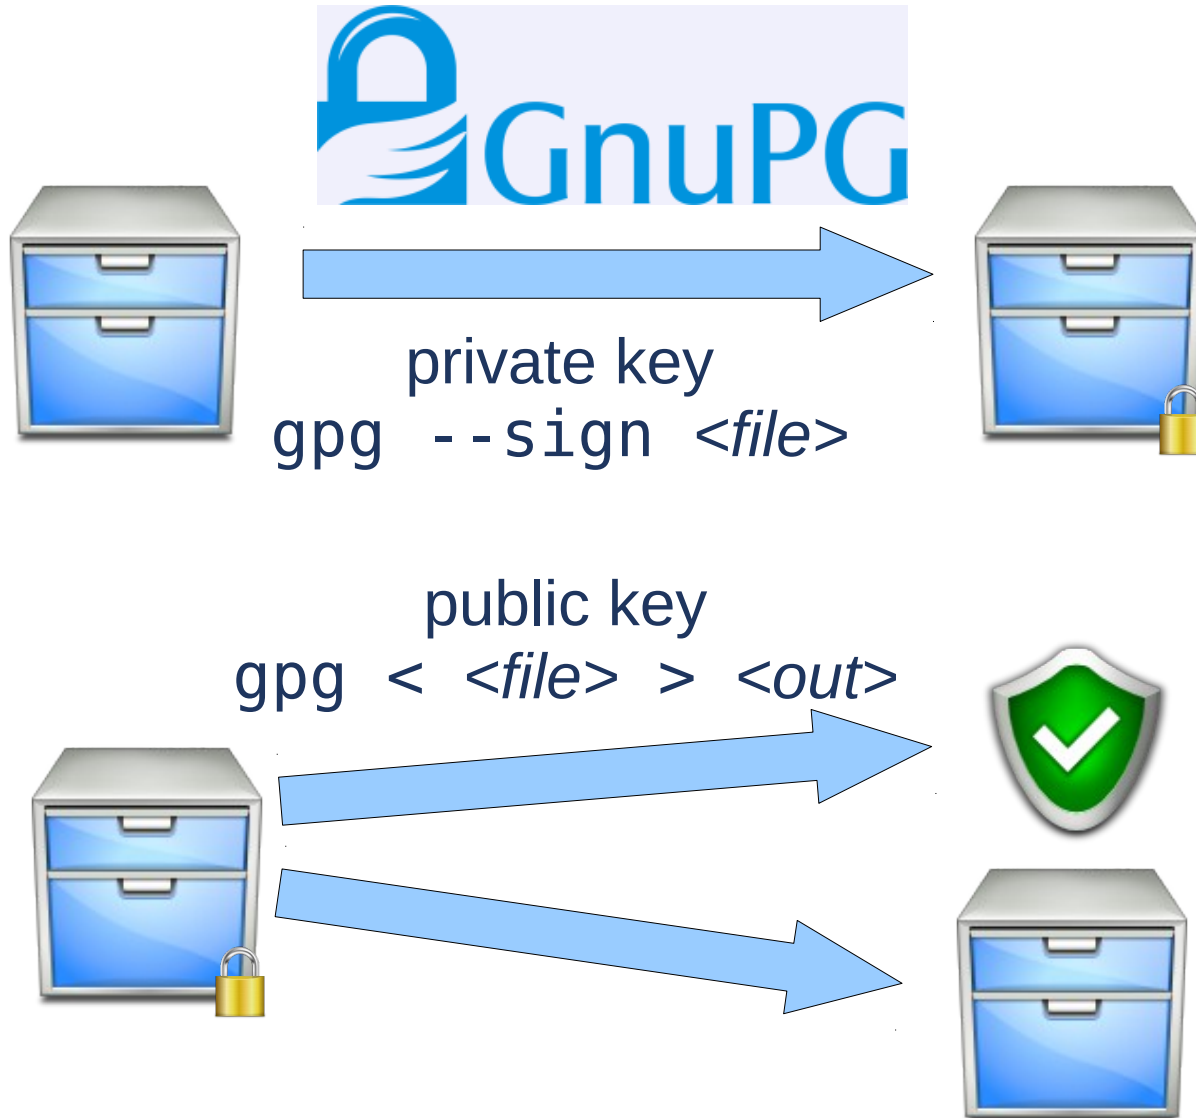 GnuPG
private key
gpg --sign <file>
public key
gpg < <file> > <out>